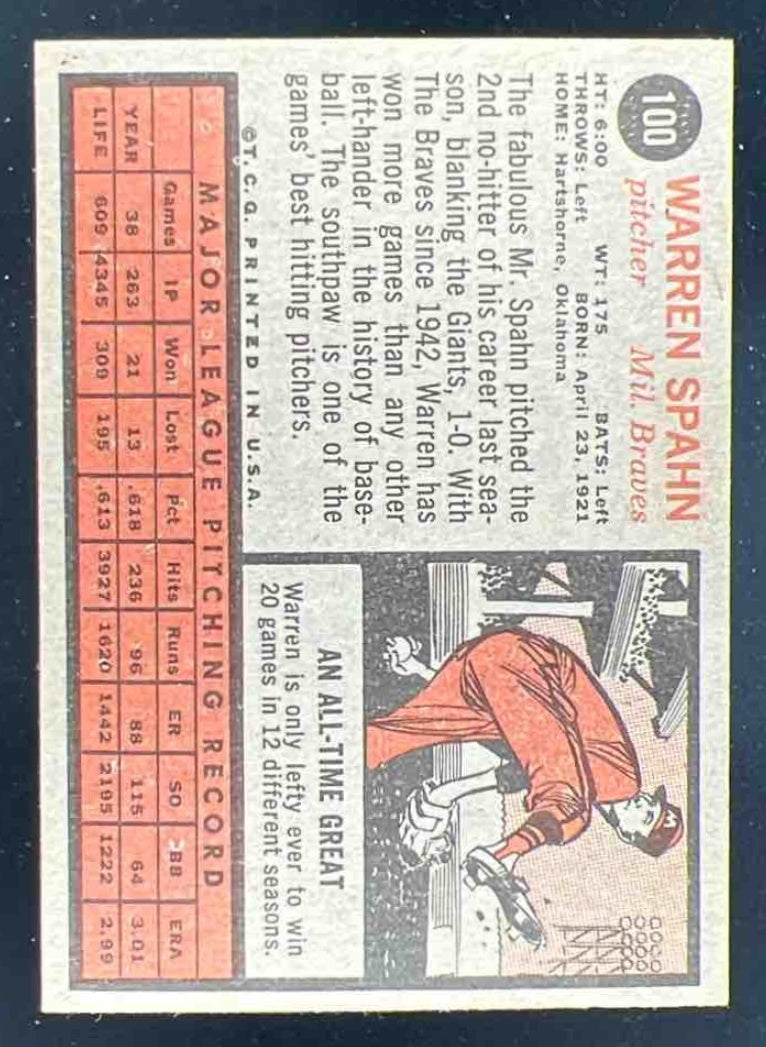 100
WARREN SPAHN
pitcher Mil. Braves
HT: 6:00 WT: 175 BATS: Left
THROWS: Left BORN: April 23, 1921
HOME: Hartshorne, Oklahoma
The fabulous Mr. Spahn pitched the
2nd no-hitter of his career last sea-
son, blanking the Giants, 1-0. With
The Braves since 1942, Warren has
won more games than any other
left-hander in the history of base-
ball. The southpaw is one of the
games' best hitting pitchers.
©T. C. G. PRINTED IN U.S.A.
M
AN ALL-TIME GREAT
Warren is only lefty ever to win
20 games in 12 different seasons.
MAJOR LEAGUE PITCHING RECORD
Games IP Won Lost Pct Hits Runs ER SO BB ERA
YEAR 38 263 21 13 .618 236 96 88 115 64 3.01
LIFE 609 4345 309 195 .613 3927 1620 1442 2195 1222 2.99